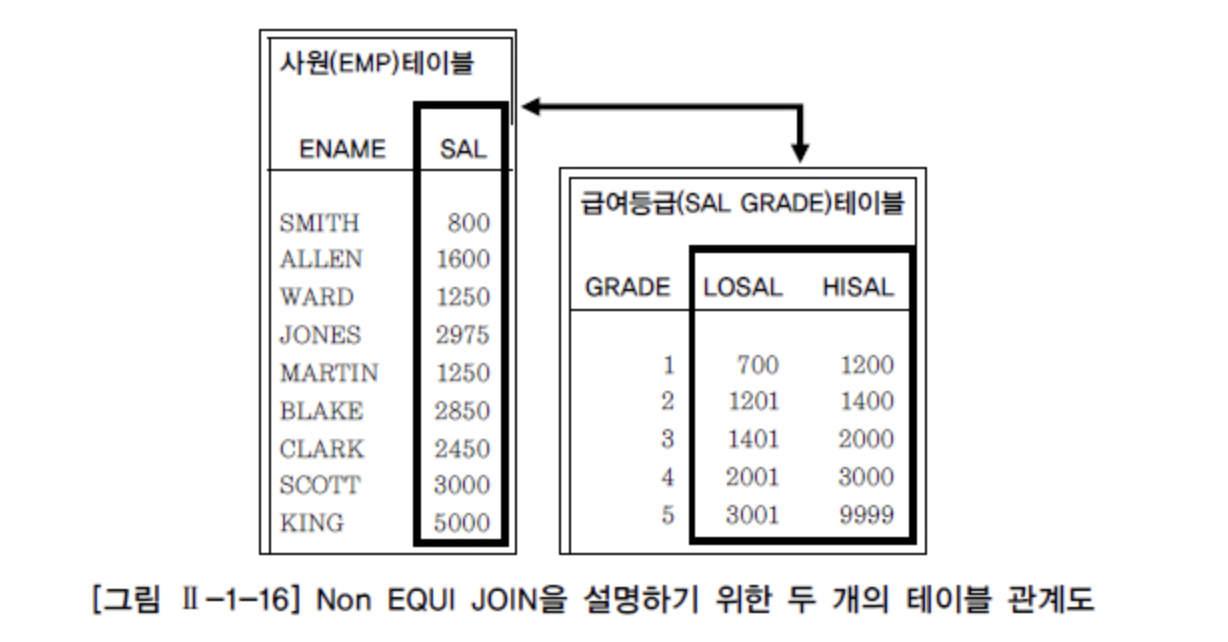 사원(EMP)테이블
ENAME SAL
SMITH 800
ALLEN 1600
WARD 1250
JONES 2975
MARTIN 1250
BLAKE 2850
CLARK 2450
SCOTT 3000
KING 5000
급여등급(SAL GRADE)테이블
GRADE LOSAL HISAL
1 700 1200
2 1201 1400
3 1401 2000
4 2001 3000
5 3001 9999
[그림 Ⅱ-1-16] Non EQUI JOIN을 설명하기 위한 두 개의 테이블 관계도